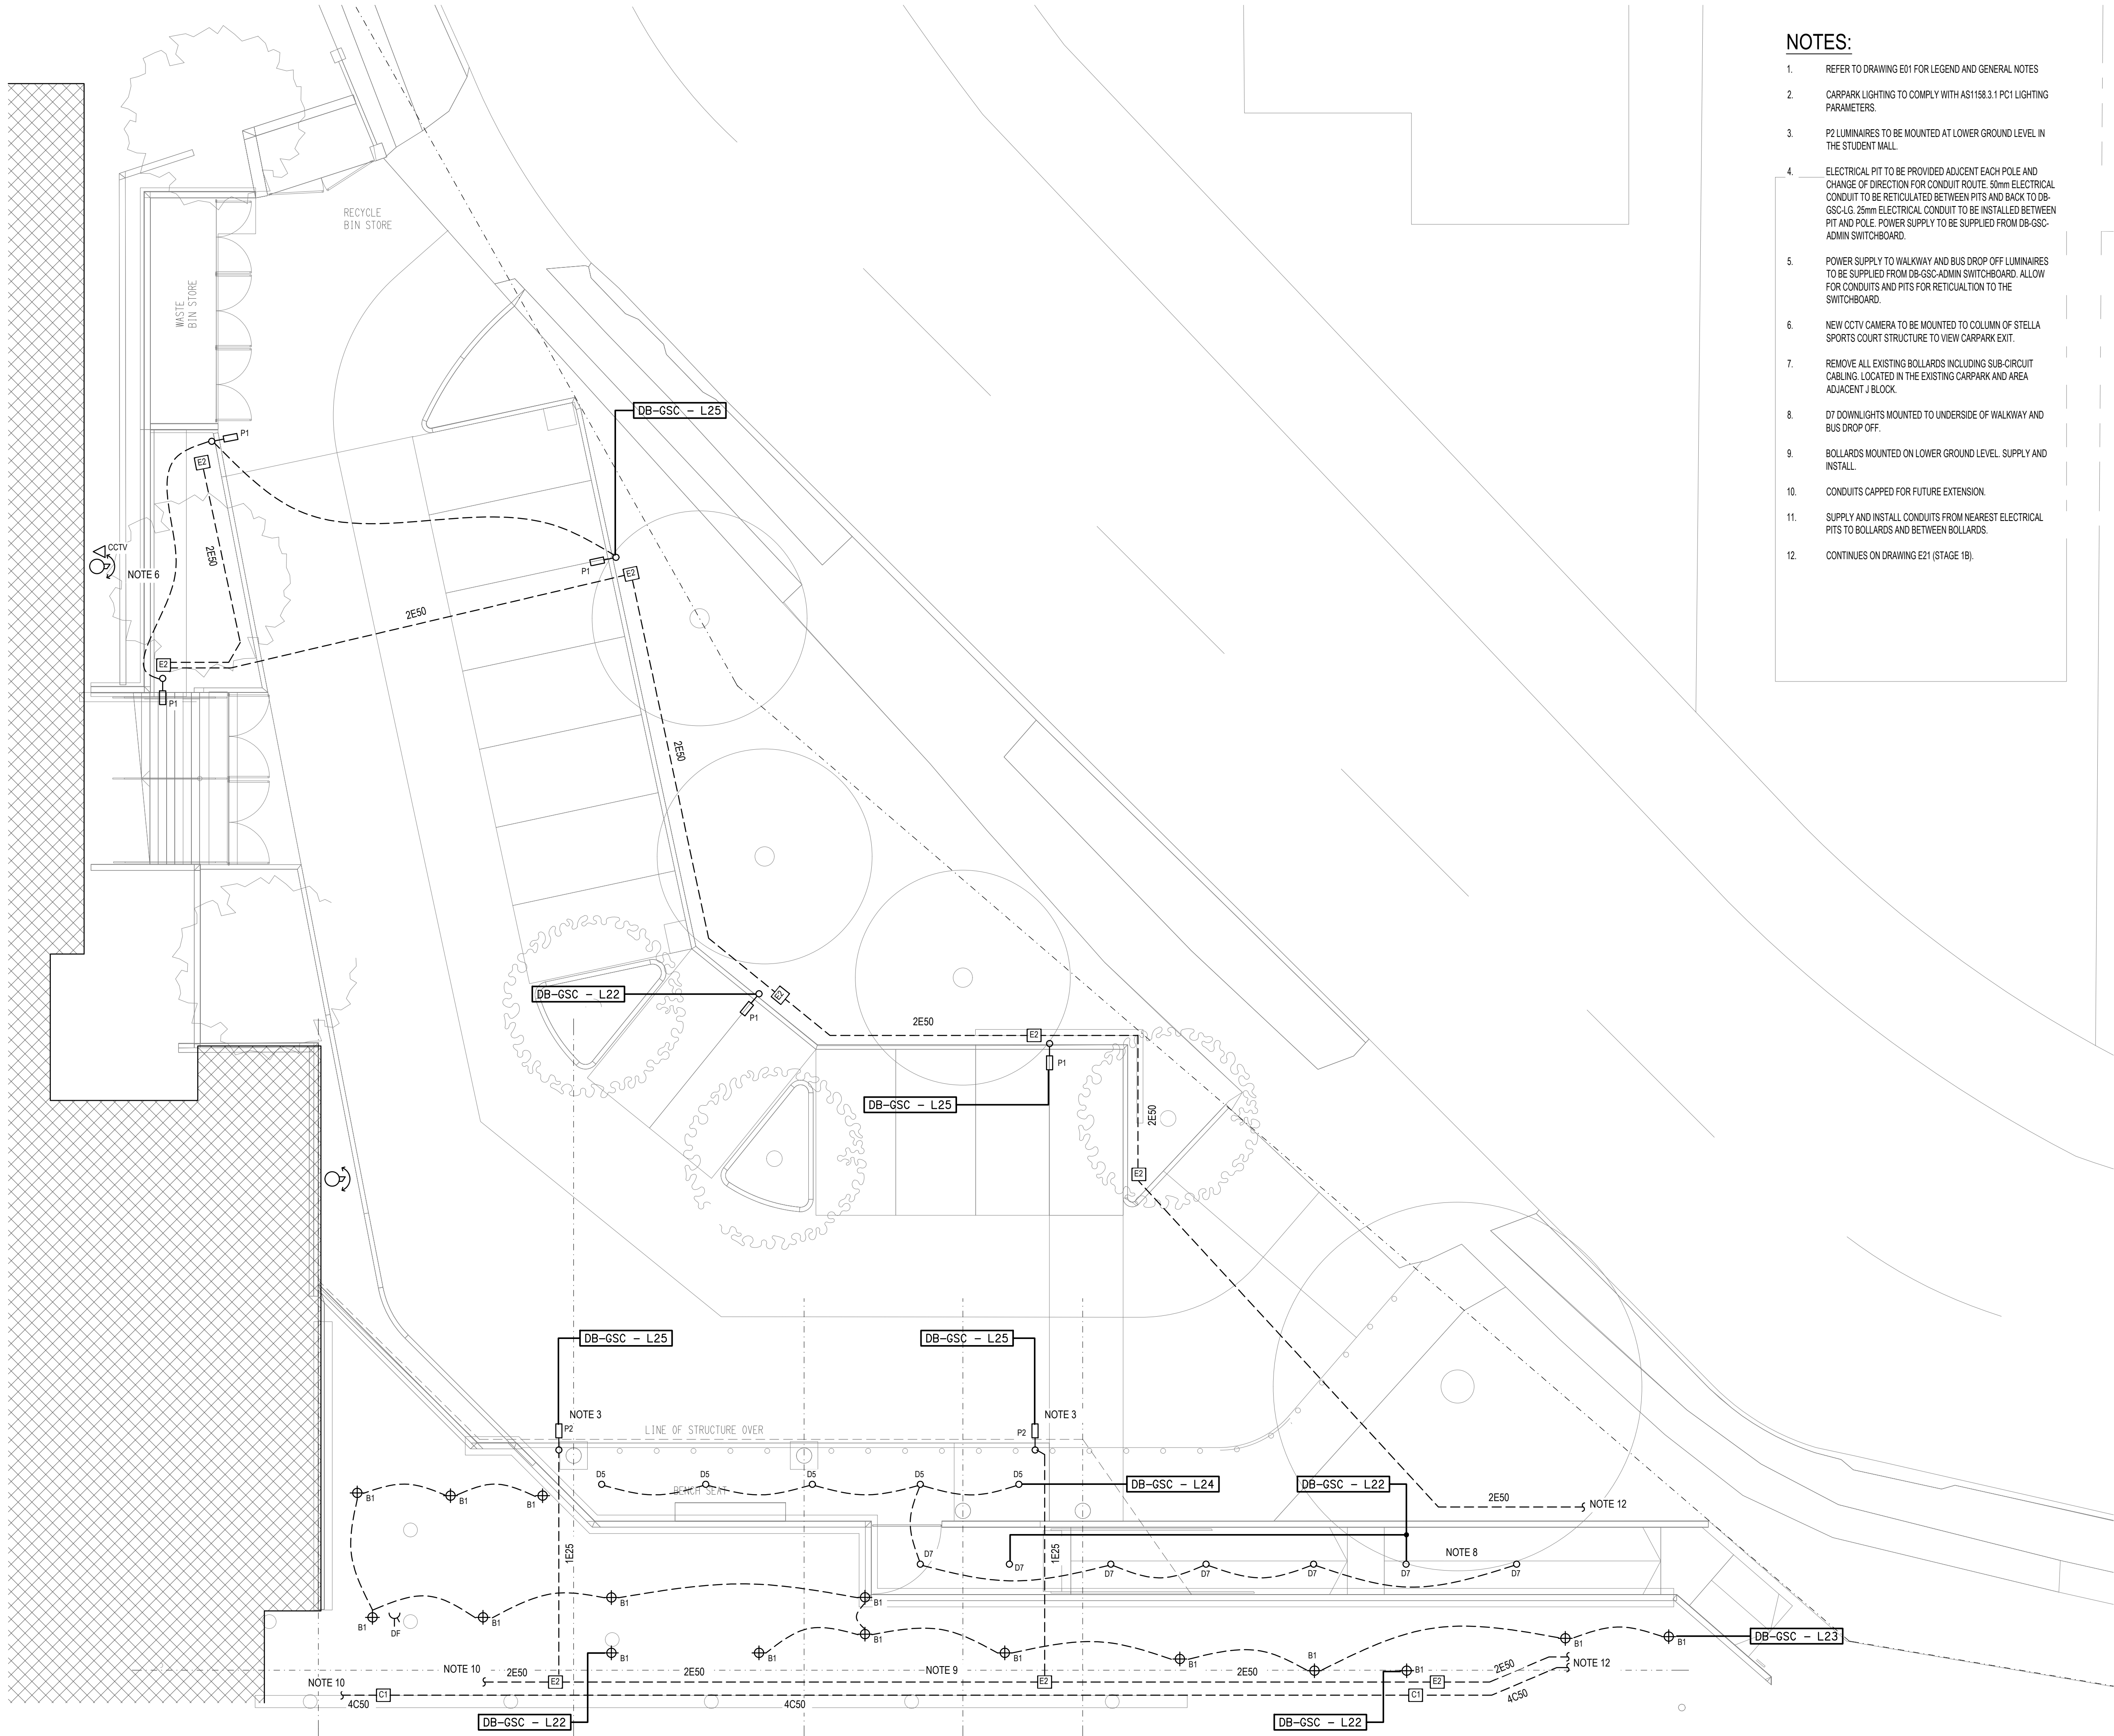 NOTES:
1. REFER TO DRAWING E01 FOR LEGEND AND GENERAL NOTES
2. CARPARK LIGHTING TO COMPLY WITH AS1158.3.1 PC1 LIGHTING
PARAMETERS.
3. P2 LUMINAIRES TO BE MOUNTED AT LOWER GROUND LEVEL IN
THE STUDENT MALL.
4. ELECTRICAL PIT TO BE PROVIDED ADJCENT EACH POLE AND
CHANGE OF DIRECTION FOR CONDUIT ROUTE. 50mm ELECTRICAL
CONDUIT TO BE RETICULATED BETWEEN PITS AND BACK TO DB-
GSC-LG. 25mm ELECTRICAL CONDUIT TO BE INSTALLED BETWEEN
PIT AND POLE. POWER SUPPLY TO BE SUPPLIED FROM DB-GSC-
ADMIN SWITCHBOARD.
5. POWER SUPPLY TO WALKWAY AND BUS DROP OFF LUMINAIRES
TO BE SUPPLIED FROM DB-GSC-ADMIN SWITCHBOARD. ALLOW
FOR CONDUITS AND PITS FOR RETICUALTION TO THE
SWITCHBOARD.
6. NEW CCTV CAMERA TO BE MOUNTED TO COLUMN OF STELLA
SPORTS COURT STRUCTURE TO VIEW CARPARK EXIT.
7. REMOVE ALL EXISTING BOLLARDS INCLUDING SUB-CIRCUIT
CABLING. LOCATED IN THE EXISTING CARPARK AND AREA
ADJACENT J BLOCK.
8. D7 DOWNLIGHTS MOUNTED TO UNDERSIDE OF WALKWAY AND
BUS DROP OFF.
9. BOLLARDS MOUNTED ON LOWER GROUND LEVEL. SUPPLY AND
INSTALL.
10. CONDUITS CAPPED FOR FUTURE EXTENSION.
11. SUPPLY AND INSTALL CONDUITS FROM NEAREST ELECTRICAL
PITS TO BOLLARDS AND BETWEEN BOLLARDS.
12. CONTINUES ON DRAWING E21 (STAGE 1B).
RECYCLE
BIN STORE
WASTE
BIN STORE
DB-GSC - L25
P1
E2
2E50
CCTV
NOTE 6
P1
E2
2E50
E2
P1
2E50
DB-GSC - L22
E2
P1
2E50
E2
P1
DB-GSC - L25
2E50
E2
DB-GSC - L25
DB-GSC - L25
NOTE 3
P2
NOTE 3
P2
LINE OF STRUCTURE OVER
D5
D5
D5
D5
D5
DB-GSC - L24
DB-GSC - L22
BENCH SEAT
2E50
NOTE 12
B1
B1
B1
1E25
1E25
D7
D7
D7
D7
D7
D7
D7
NOTE 8
B1
DF
B1
B1
B1
B1
B1
B1
B1
B1
B1
B1
B1
B1
DB-GSC - L23
NOTE 10
2E50
E2
2E50
NOTE 9
E2
2E50
E2
2E50
NOTE 12
NOTE 10
4C50
C1
4C50
C1
4C50
DB-GSC - L22
DB-GSC - L22